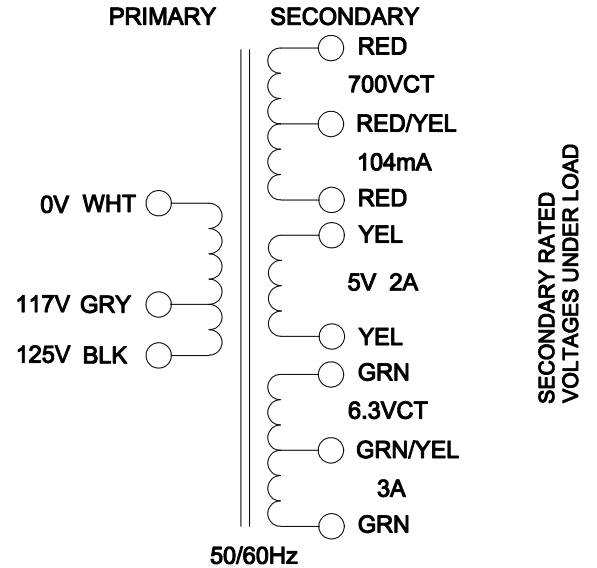 PRIMARY
SECONDARY
RED
700VCT
RED/YEL
104mA
RED
0V WHT
117V GRY
125V BLK
YEL
5V 2A
YEL
GRN
6.3VCT
GRN/YEL
3A
GRN
50/60Hz
SECONDARY RATED
VOLTAGES UNDER LOAD